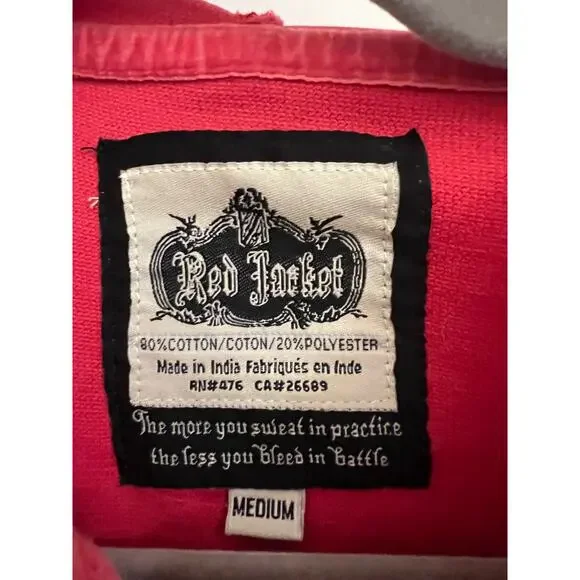 Red Jacket
80%COTTON/COTON/20%POLYESTER
Made in India Fabriqués en Inde
RN#476 CA#26689
The more you sweat in practice
the less you bleed in battle
MEDIUM